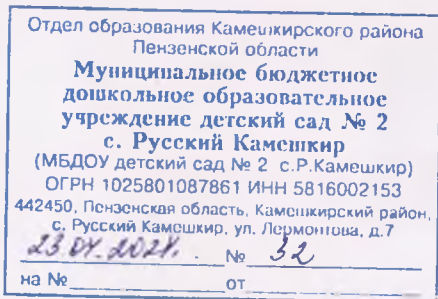 Отдел образования Камешкирского района
Пензенской области
Муниципальное бюджетное
дошкольное образовательное
учреждение детский сад № 2
с. Русский Камешкир
(МБДОУ детский сад № 2 с.Р.Камешкир)
ОГРН 1025801087861 ИНН 5816002153
442450, Пензенская область, Камешкирский район,
с. Русский Камешкир, ул. Лермонтова, д.7
23.04.2024. № 32
на № от